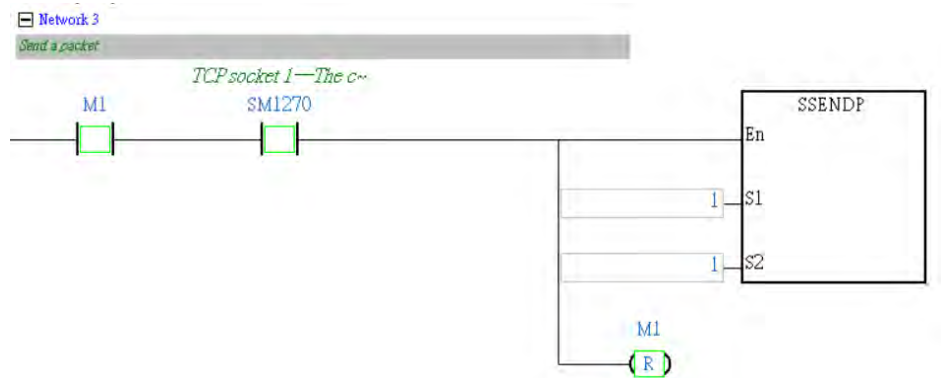 Network 3
Send a packet
TCP socket 1—The c~
M1 SM1270
SSENDP
En
1 S1
1 S2
M1
R